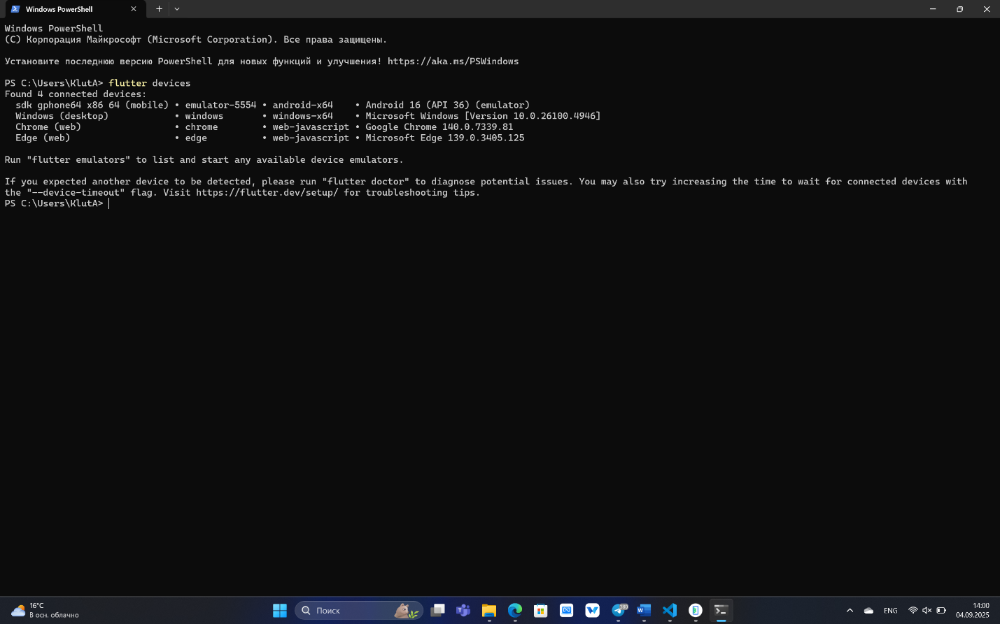 Windows PowerShell
Windows PowerShell
(C) Корпорация Майкрософт (Microsoft Corporation). Все права защищены.
Установите последнюю версию PowerShell для новых функций и улучшения! https://aka.ms/PSWindows
PS C:\Users\KlutA> flutter devices
Found 4 connected devices:
  sdk gphone64 x86 64 (mobile) • emulator-5554 • android-x64    • Android 16 (API 36) (emulator)
  Windows (desktop)            • windows       • windows-x64    • Microsoft Windows [Version 10.0.26100.4946]
  Chrome (web)                 • chrome        • web-javascript • Google Chrome 140.0.7339.81
  Edge (web)                   • edge          • web-javascript • Microsoft Edge 139.0.3405.125
Run "flutter emulators" to list and start any available device emulators.
If you expected another device to be detected, please run "flutter doctor" to diagnose potential issues. You may also try increasing the time to wait for connected devices with
the "--device-timeout" flag. Visit https://flutter.dev/setup/ for troubleshooting tips.
PS C:\Users\KlutA>
16°C
В осн. облачно
Поиск
ENG
14:00
04.09.2025